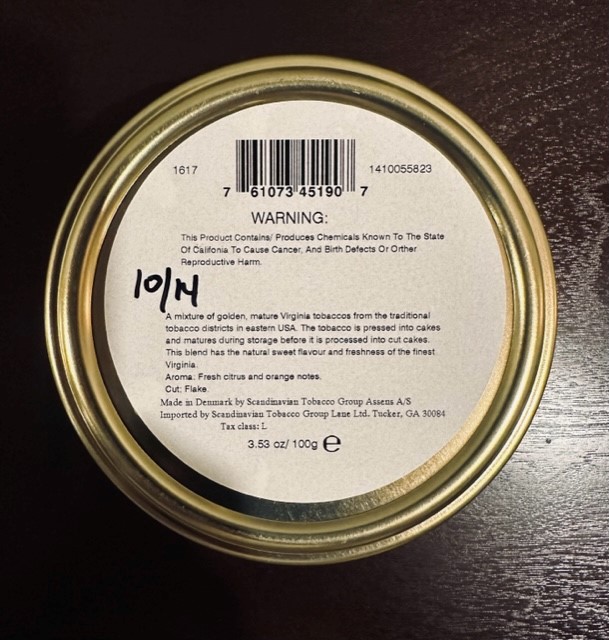 1617
1410055823
7 61073 45190 7
WARNING:
This Product Contains/ Produces Chemicals Known To The State
Of Califonia To Cause Cancer, And Birth Defects Or Orther
Reproductive Harm.
10/14
A mixture of golden, mature Virginia tobaccos from the traditional
tobacco districts in eastern USA. The tobacco is pressed into cakes
and matures during storage before it is processed into cut cakes.
This blend has the natural sweet flavour and freshness of the finest
Virginia.
Aroma: Fresh citrus and orange notes.
Cut: Flake.
Made in Denmark by Scandinavian Tobacco Group Assens A/S
Imported by Scandinavian Tobacco Group Lane Ltd. Tucker, GA 30084
Tax class: L
3.53 oz/ 100g ℮